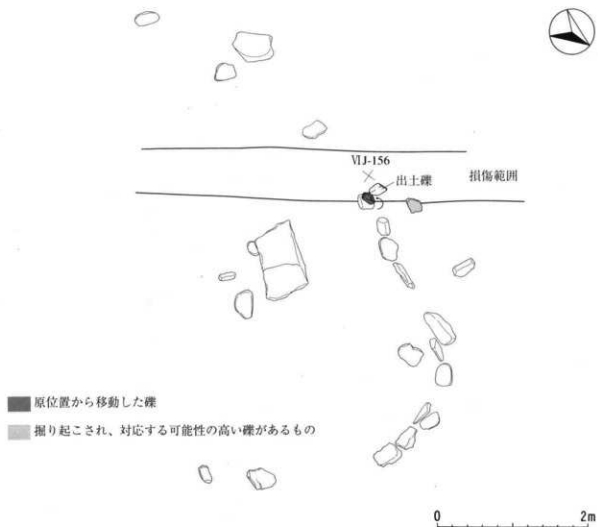 ⅥJ-156
出土礫
損傷範囲
原位置から移動した礫
掘り起こされ、対応する可能性の高い礫があるもの
0 2m